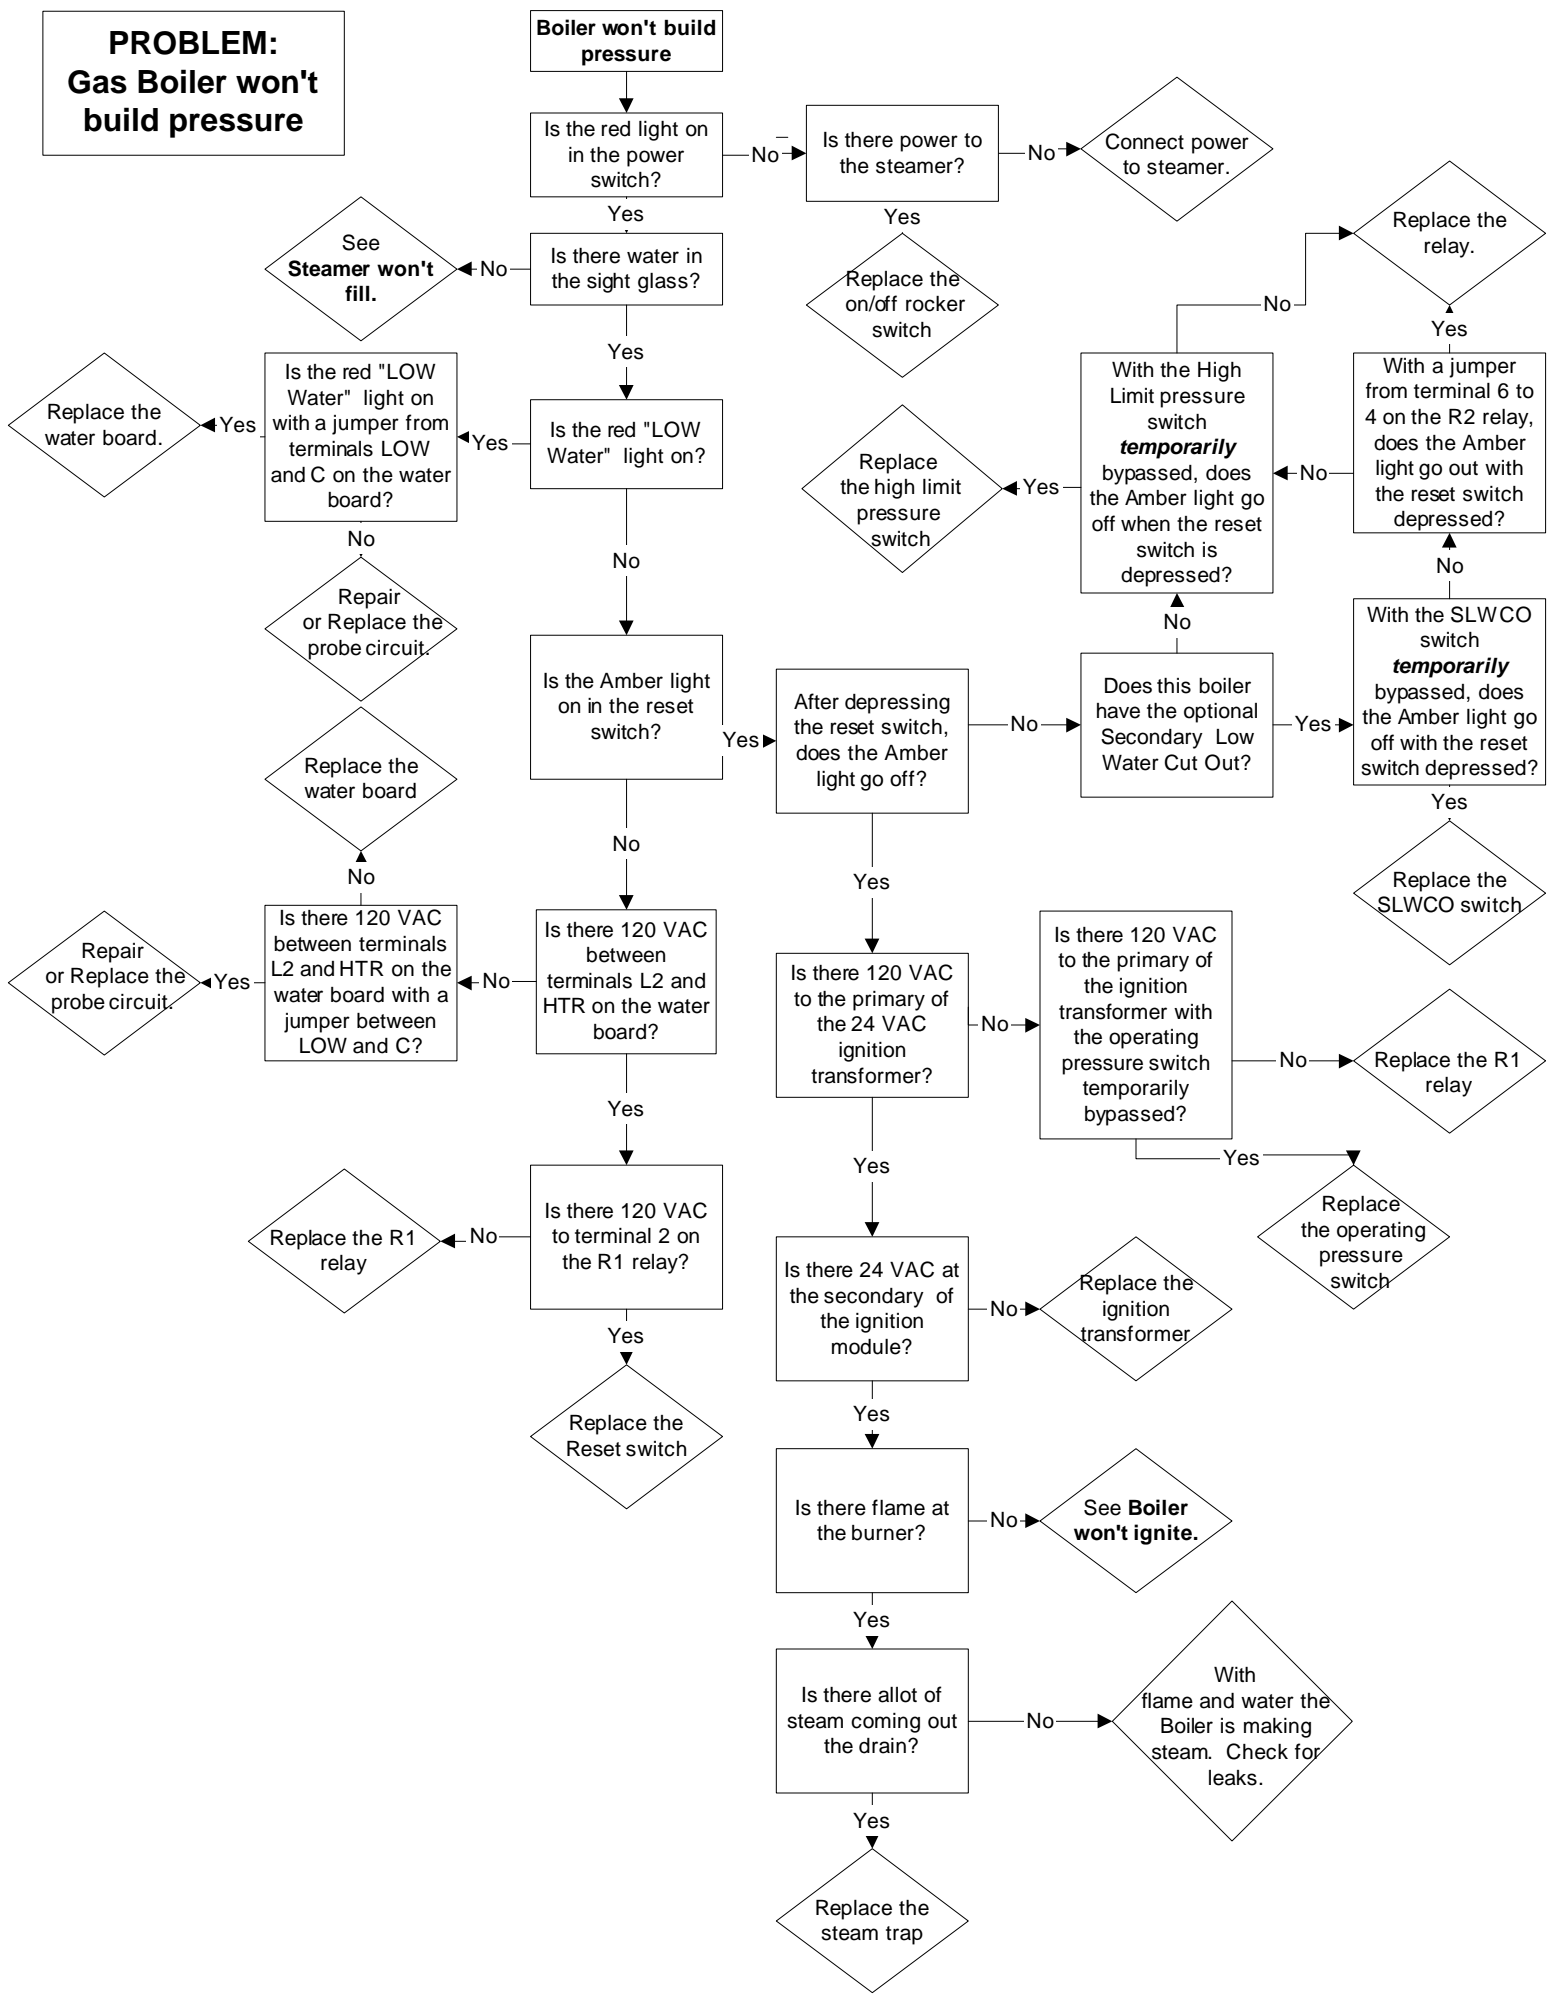 PROBLEM:
Gas Boiler won't
build pressure
Boiler won't build
pressure
Is the red light on
in the power
switch?
No
Is there power to
the steamer?
No
Connect power
to steamer.
Yes
Yes
Replace the
on/off rocker
switch
Is there water in
the sight glass?
No
See
Steamer won't
fill.
Yes
Is the red "LOW
Water" light on?
Yes
Is the red "LOW
Water" light on
with a jumper from
terminals LOW
and C on the water
board?
Yes
Replace the
water board.
No
Repair
or Replace the
probe circuit.
No
Is the Amber light
on in the reset
switch?
Yes
After depressing
the reset switch,
does the Amber
light go off?
No
Does this boiler
have the optional
Secondary Low
Water Cut Out?
No
With the High
Limit pressure
switch
temporarily
bypassed, does
the Amber light go
off when the reset
switch is
depressed?
Yes
Replace
the high limit
pressure
switch
No
Replace the
relay.
Yes
With the SLWCO
switch
temporarily
bypassed, does
the Amber light go
off with the reset
switch depressed?
Yes
Replace the
SLWCO switch
No
With a jumper
from terminal 6 to
4 on the R2 relay,
does the Amber
light go out with
the reset switch
depressed?
No
Yes
No
Is there 120 VAC
between
terminals L2 and
HTR on the water
board?
No
Is there 120 VAC
between terminals
L2 and HTR on the
water board with a
jumper between
LOW and C?
No
Replace the
water board
Yes
Repair
or Replace the
probe circuit.
Yes
Is there 120 VAC
to terminal 2 on
the R1 relay?
No
Replace the R1
relay
Yes
Replace the
Reset switch
Yes
Is there 120 VAC
to the primary of
the 24 VAC
ignition
transformer?
No
Is there 120 VAC
to the primary of
the ignition
transformer with
the operating
pressure switch
temporarily
bypassed?
No
Replace the R1
relay
Yes
Replace
the operating
pressure
switch
Yes
Is there 24 VAC at
the secondary of
the ignition
module?
No
Replace the
ignition
transformer
Yes
Is there flame at
the burner?
No
See Boiler
won't ignite.
Yes
Is there allot of
steam coming out
the drain?
No
With
flame and water the
Boiler is making
steam. Check for
leaks.
Yes
Replace the
steam trap